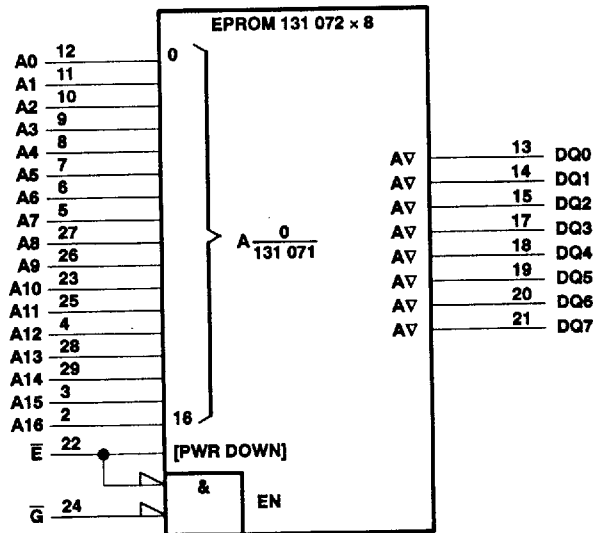 EPROM 131 072 × 8
A0 12 0
A1 11
A2 10
A3 9
A4 8
A5 7
A6 6
A7 5
A8 27
A9 26
A10 23
A11 25
A12 4
A13 28
A14 29
A15 3
A16 2 16
A 0
131 071
A∇ 13 DQ0
A∇ 14 DQ1
A∇ 15 DQ2
A∇ 17 DQ3
A∇ 18 DQ4
A∇ 19 DQ5
A∇ 20 DQ6
A∇ 21 DQ7
E̅ 22 [PWR DOWN]
& EN
G̅ 24